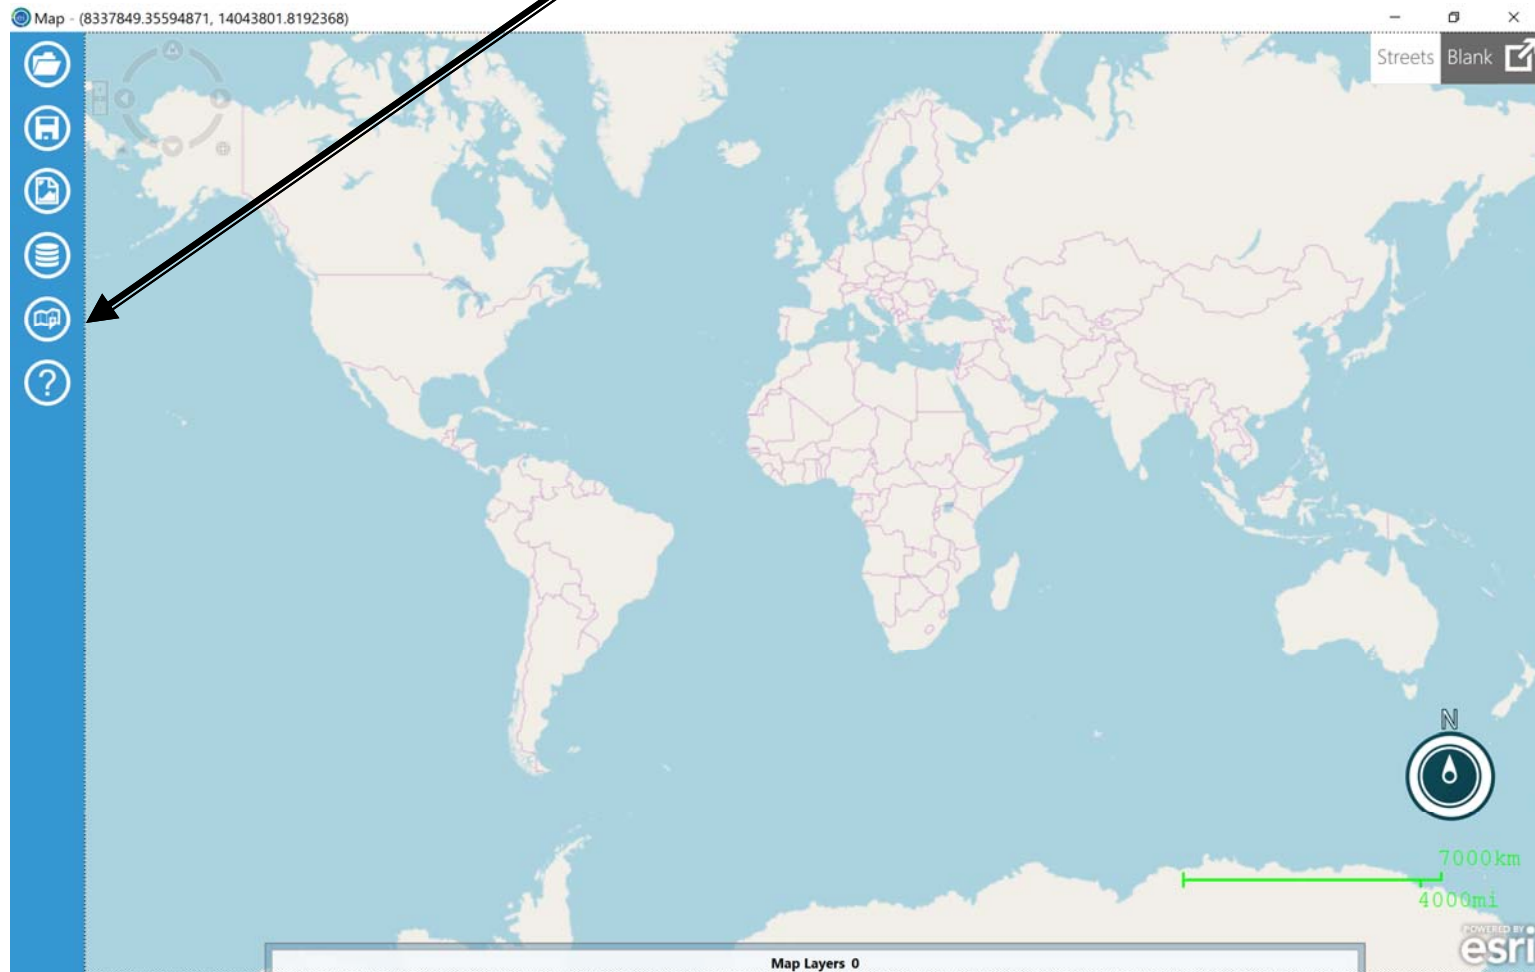 Map - (8337849.35594871, 14043801.8192368)
Streets Blank
N
7000km
4000mi
POWERED BY
esri
Map Layers 0